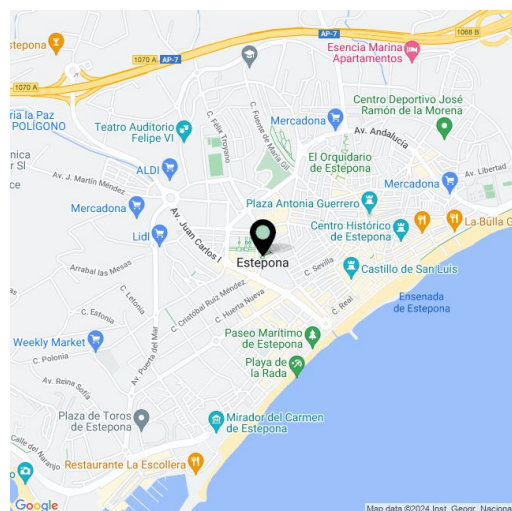 1068 B
AP-7
Esencia Marina
Apartamentos
stepona
1070 A
AP-7
1070 A
Centro Deportivo José
Ramón de la Morena
ría la Paz
POLÍGONO
Teatro Auditorio
Felipe VI
C. Félix Troyano
C. Fuente de María Gil
Mercadona
Av. Andalucía
El Orquidario
de Estepona
Av. Libertad
ónica
r Sl
ce
ALDI
Av. J. Martín Méndez
Mercadona
Plaza Antonia Guerrero
Mercadona
Lidl
Av. Juan Carlos I
Centro Histórico
de Estepona
La Bulla G
Estepona
C. Sevilla
Castillo de San Luis
Arrabal las Mesas
C. Letonia
C. Cristóbal Ruiz Méndez
C. Huerta Nueva
C. Real
Ensenada
de Estepona
C. Estonia
Weekly Market
C. Polonia
Av. Puerta del Mar
Paseo Marítimo
de Estepona
Playa de
la Rada
Av. Reina Sofía
Plaza de Toros
de Estepona
Mirador del Carmen
de Estepona
Calle del Naranjo
Restaurante La Escollera
o
Google
Map data ©2024 Inst. Geogr. Naciona